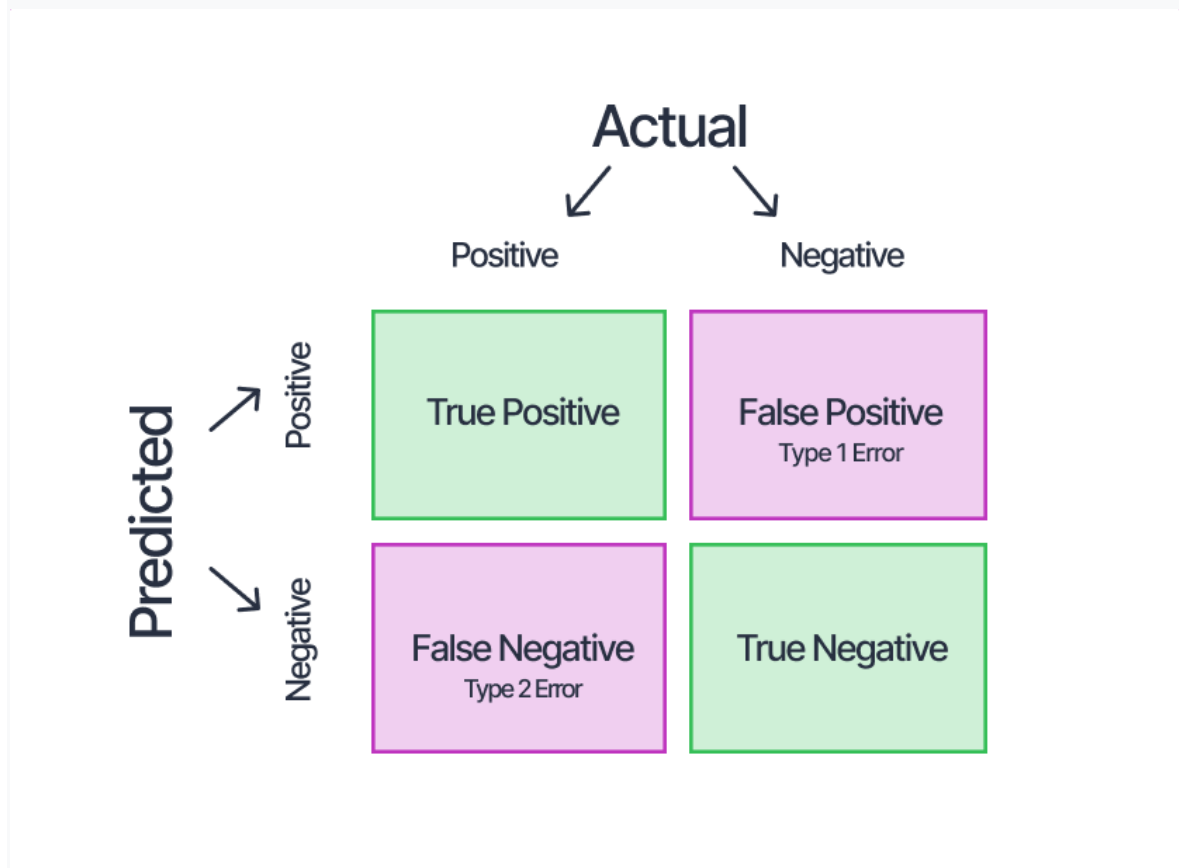 Actual
Positive
Negative
Predicted
Positive
True Positive
False Positive
Type 1 Error
Negative
False Negative
Type 2 Error
True Negative